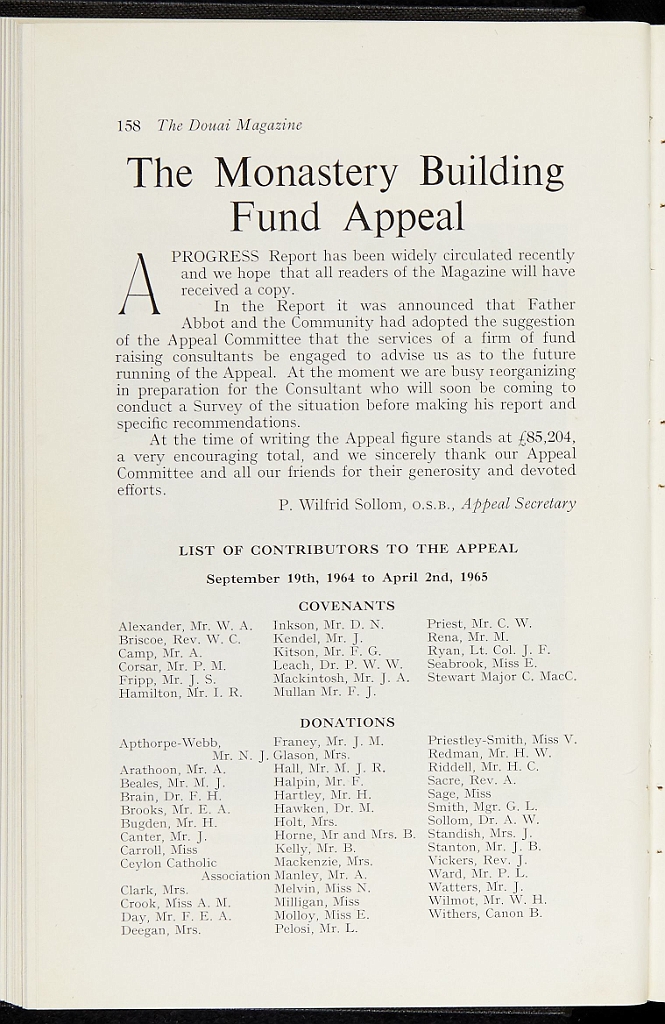 158 The Douai Magazine
The Monastery Building
Fund Appeal
A PROGRESS Report has been widely circulated recently
and we hope that all readers of the Magazine will have
received a copy.
In the Report it was announced that Father
Abbot and the Community had adopted the suggestion
of the Appeal Committee that the services of a firm of fund
raising consultants be engaged to advise us as to the future
running of the Appeal. At the moment we are busy reorganizing
in preparation for the Consultant who will soon be coming to
conduct a Survey of the situation before making his report and
specific recommendations.
At the time of writing the Appeal figure stands at £85,204,
a very encouraging total, and we sincerely thank our Appeal
Committee and all our friends for their generosity and devoted
efforts.
P. Wilfrid Sollom, O.S.B., Appeal Secretary
LIST OF CONTRIBUTORS TO THE APPEAL
September 19th, 1964 to April 2nd, 1965
COVENANTS
Alexander, Mr. W. A.
Briscoe, Rev. W. C.
Camp, Mr. A.
Corsar, Mr. P. M.
Fripp, Mr. J. S.
Hamilton, Mr. I. R.
Inkson, Mr. D. N.
Kendel, Mr. J.
Kitson, Mr. F. G.
Leach, Dr. P. W. W.
Mackintosh, Mr. J. A.
Mullan Mr. F. J.
Priest, Mr. C. W.
Rena, Mr. M.
Ryan, Lt. Col. J. F.
Seabrook, Miss E.
Stewart Major C. MacC.
DONATIONS
Apthorpe-Webb,
Mr. N. J.
Arathoon, Mr. A.
Beales, Mr. M. J.
Brain, Dr. F. H.
Brooks, Mr. E. A.
Bugden, Mr. H.
Canter, Mr. J.
Carroll, Miss
Ceylon Catholic
Association
Clark, Mrs.
Crook, Miss A. M.
Day, Mr. F. E. A.
Deegan, Mrs.
Franey, Mr. J. M.
Glason, Mrs.
Hall, Mr. M. J. R.
Halpin, Mr. F.
Hartley, Mr. H.
Hawken, Dr. M.
Holt, Mrs.
Horne, Mr and Mrs. B.
Kelly, Mr. B.
Mackenzie, Mrs.
Manley, Mr. A.
Melvin, Miss N.
Milligan, Miss
Molloy, Miss E.
Pelosi, Mr. L.
Priestley-Smith, Miss V.
Redman, Mr. H. W.
Riddell, Mr. H. C.
Sacre, Rev. A.
Sage, Miss
Smith, Mgr. G. L.
Sollom, Dr. A. W.
Standish, Mrs. J.
Stanton, Mr. J. B.
Vickers, Rev. J.
Ward, Mr. P. L.
Watters, Mr. J.
Wilmot, Mr. W. H.
Withers, Canon B.